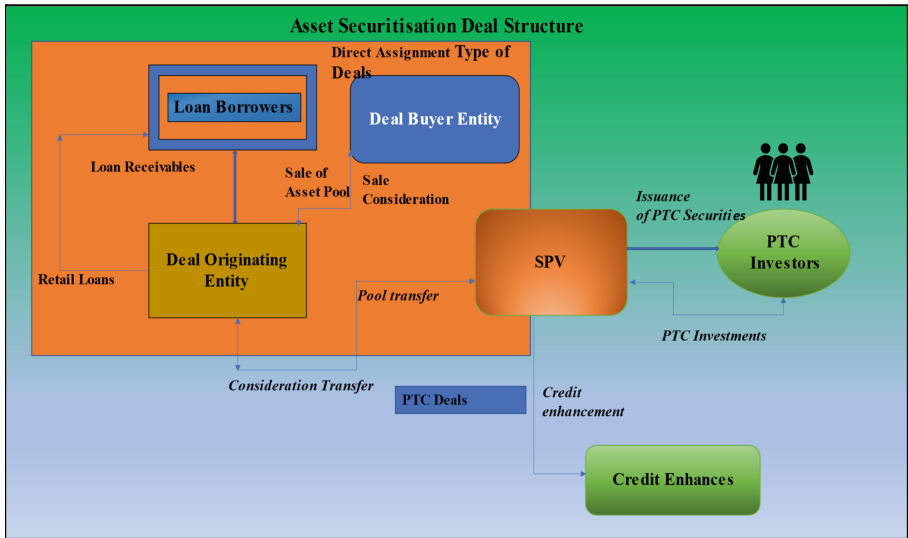 Asset Securitisation Deal Structure
Direct Assignment Type of
Deals
Loan Borrowers
Deal Buyer Entity
Loan Receivables
Sale of
Asset Pool
Sale
Consideration
Issuance
of PTC Securities
PTC
Investors
Deal Originating
Entity
SPV
Retail Loans
Pool transfer
PTC Investments
Consideration Transfer
PTC Deals
Credit
enhancement
Credit Enhances